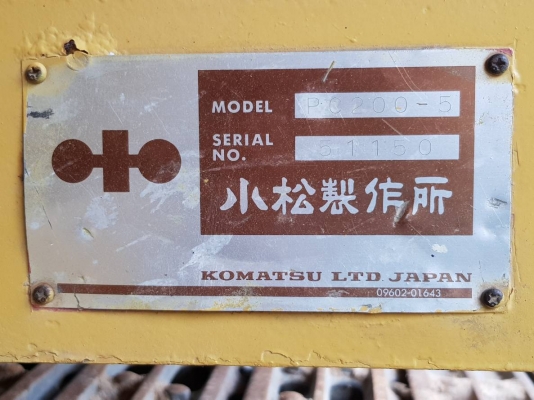 MODEL PC200-5
SERIAL NO. 51150
小松製作所
KOMATSU LTD JAPAN
09602-01643